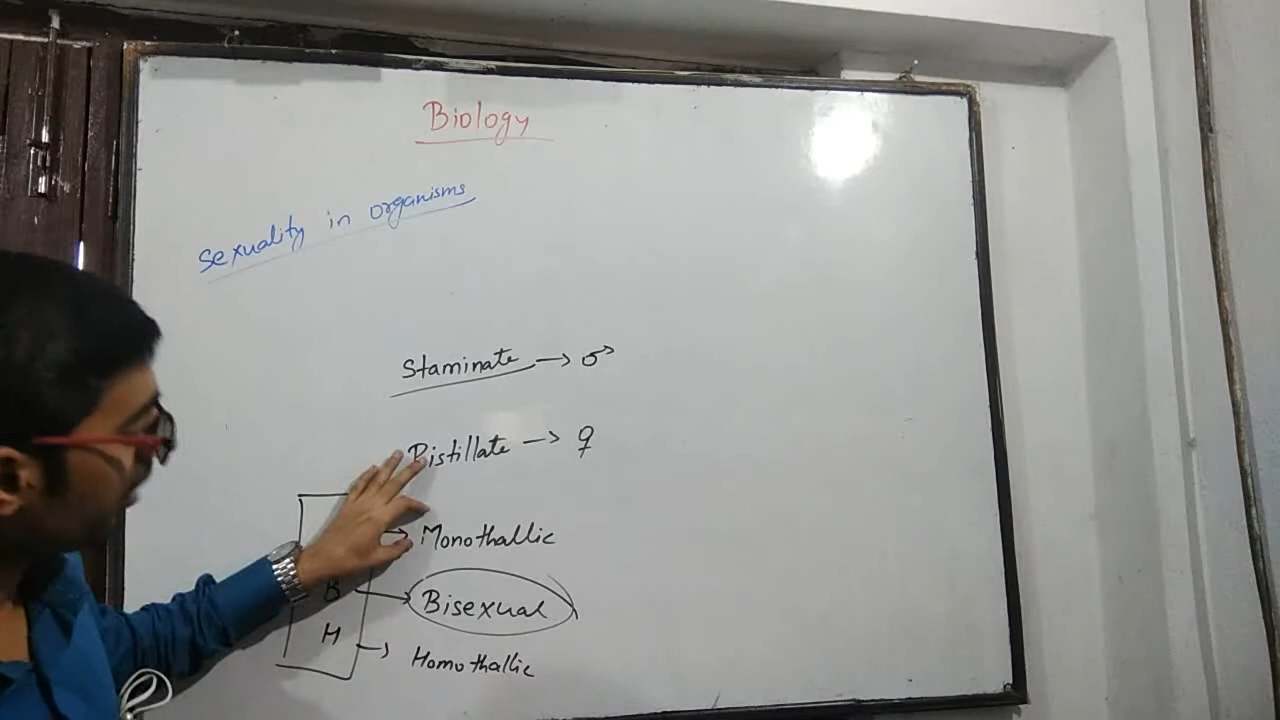 Biology
Sexuality in organisms
Staminate → ♂
Pistillate → ♀
→ Monothallic
B → Bisexual
H → Homothallic